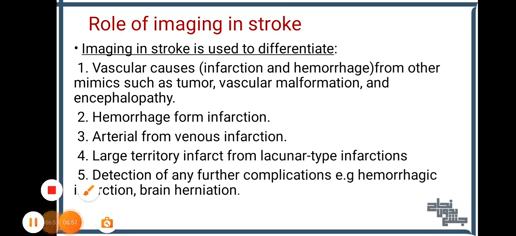 Role of imaging in stroke
• Imaging in stroke is used to differentiate:
1. Vascular causes (infarction and hemorrhage)from other
mimics such as tumor, vascular malformation, and
encephalopathy.
2. Hemorrhage form infarction.
3. Arterial from venous infarction.
4. Large territory infarct from lacunar-type infarctions
5. Detection of any further complications e.g hemorrhagic
rction, brain herniation.